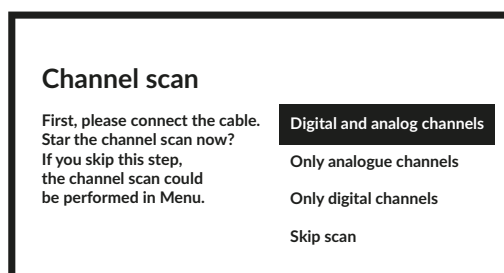 Channel scan
First, please connect the cable.
Star the channel scan now?
If you skip this step,
the channel scan could
be performed in Menu.
Digital and analog channels
Only analogue channels
Only digital channels
Skip scan